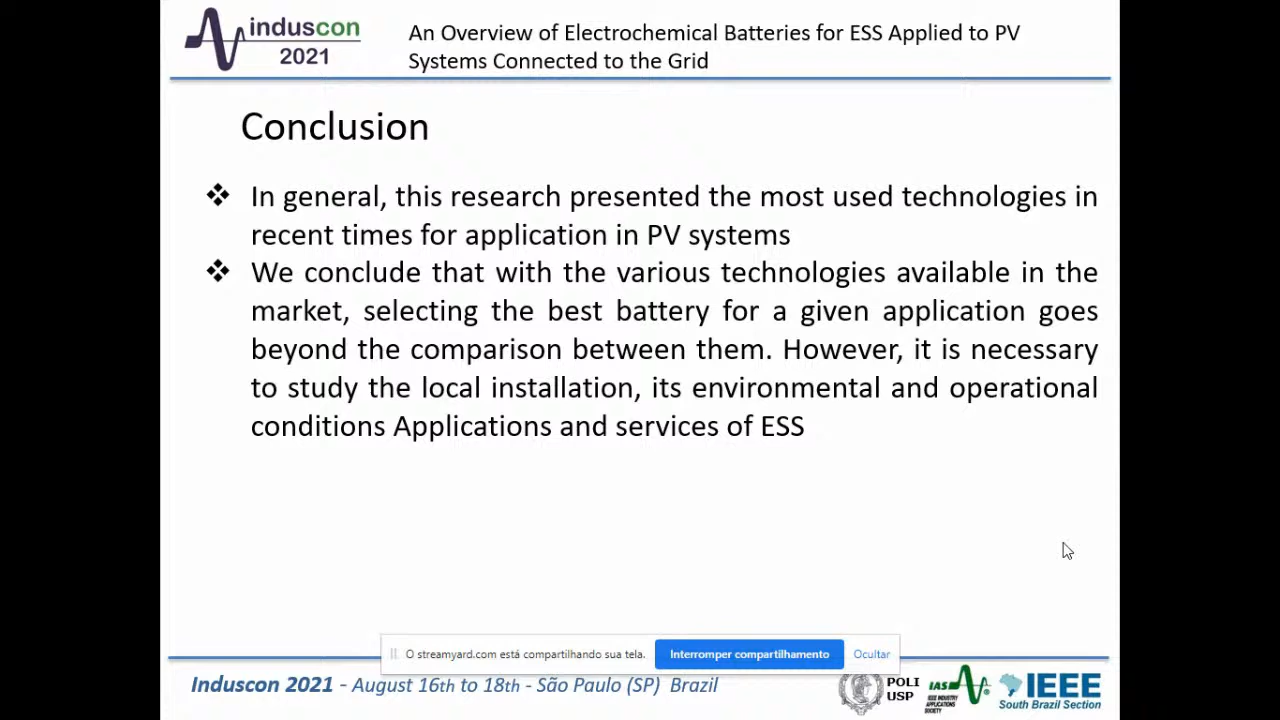 induscon
2021
An Overview of Electrochemical Batteries for ESS Applied to PV
Systems Connected to the Grid
Conclusion
In general, this research presented the most used technologies in
recent times for application in PV systems
We conclude that with the various technologies available in the
market, selecting the best battery for a given application goes
beyond the comparison between them. However, it is necessary
to study the local installation, its environmental and operational
conditions Applications and services of ESS
O streamyard.com está compartilhando sua tela.
Interromper compartilhamento
Ocultar
Induscon 2021 - August 16th to 18th - São Paulo (SP) Brazil
POLI
USP
IAS
IEEE INDUSTRY
APPLICATIONS
SOCIETY
IEEE
South Brazil Section